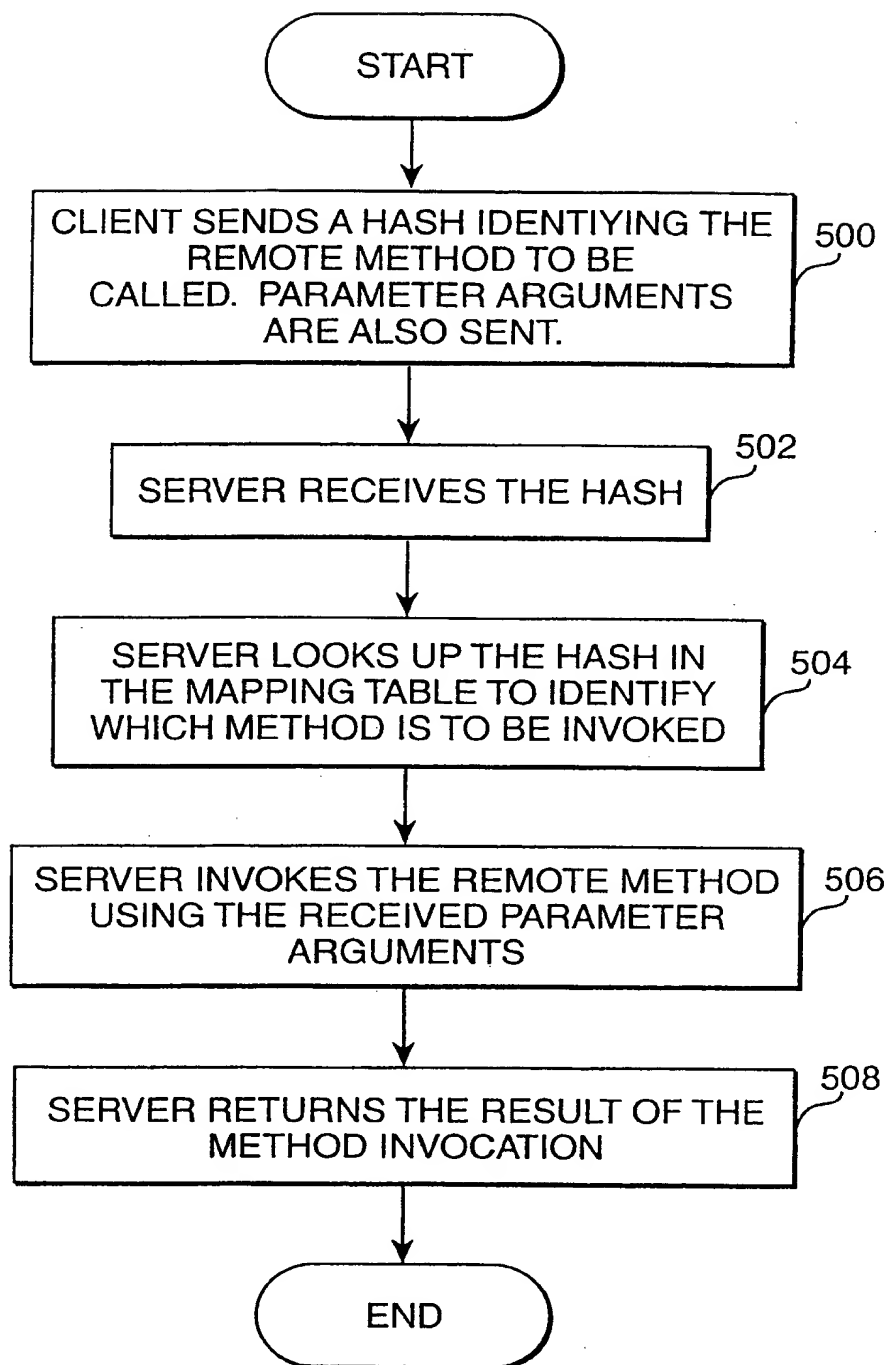 START
CLIENT SENDS A HASH IDENTIYING THE
REMOTE METHOD TO BE
CALLED. PARAMETER ARGUMENTS
ARE ALSO SENT.
500
SERVER RECEIVES THE HASH
502
SERVER LOOKS UP THE HASH IN
THE MAPPING TABLE TO IDENTIFY
WHICH METHOD IS TO BE INVOKED
504
SERVER INVOKES THE REMOTE METHOD
USING THE RECEIVED PARAMETER
ARGUMENTS
506
SERVER RETURNS THE RESULT OF THE
METHOD INVOCATION
508
END